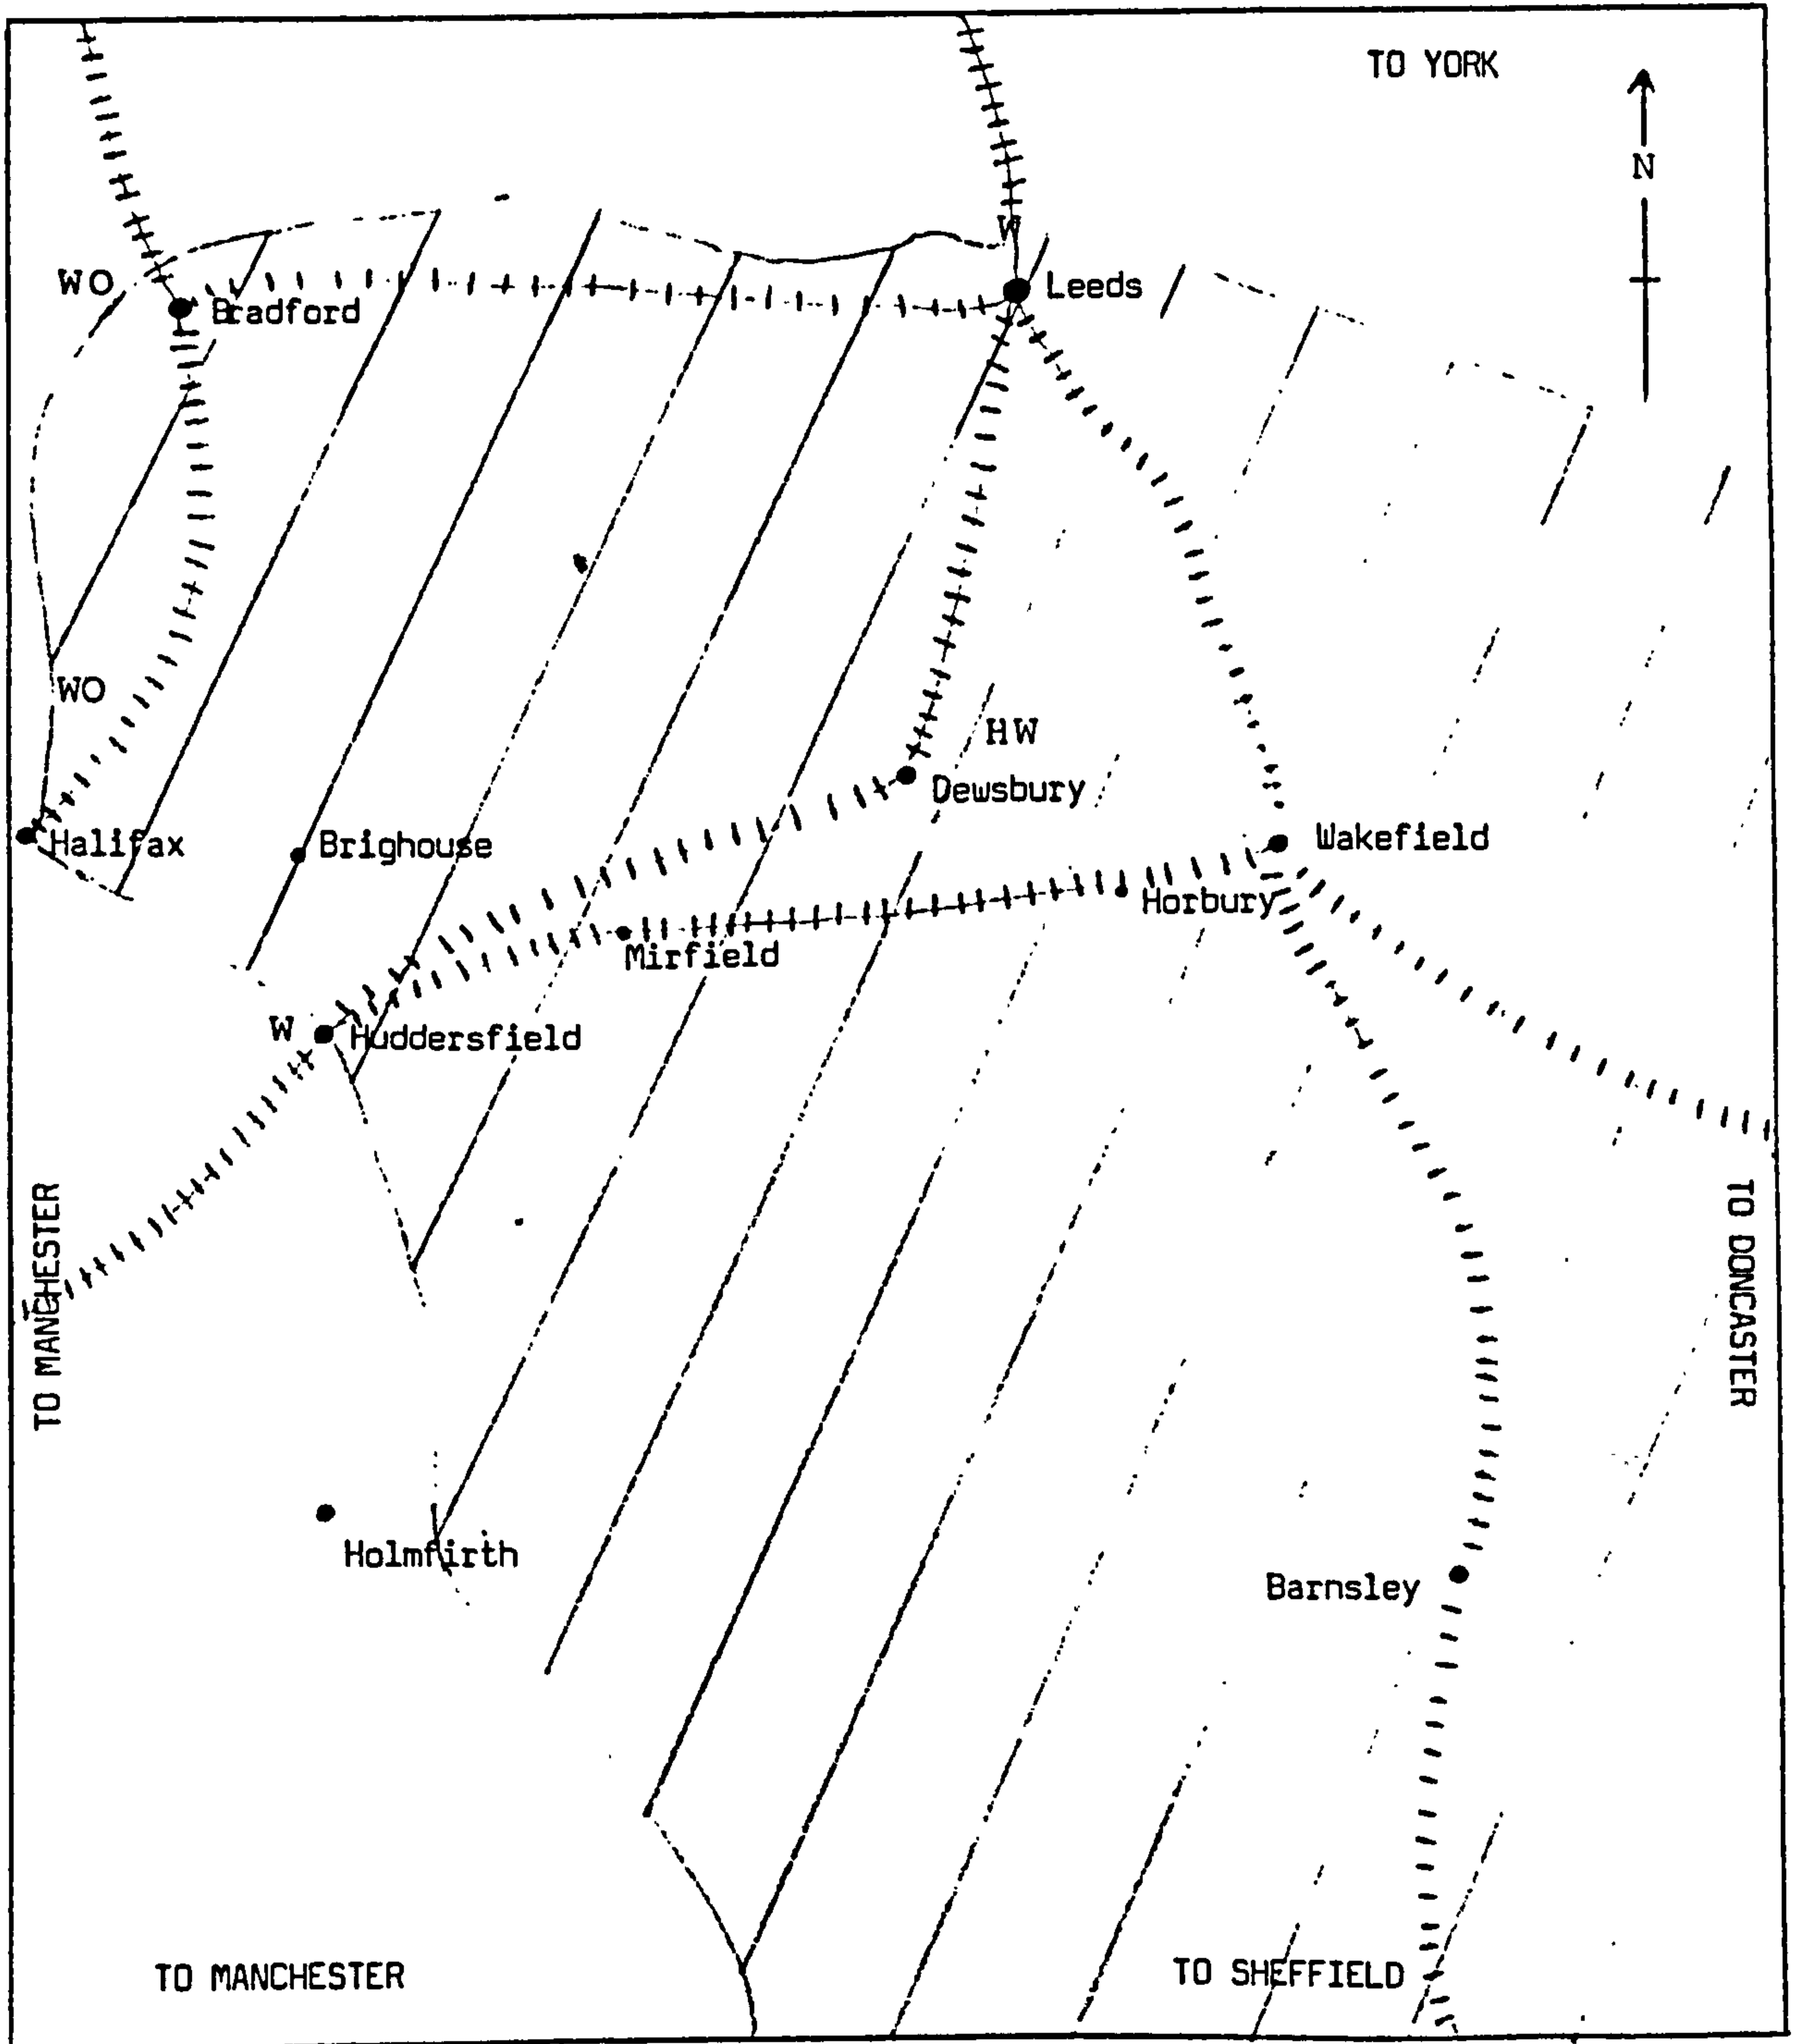 TO YORK
N
W
WO
Leeds
Bradford
WO
HW
Dewsbury
Halifax
Brighouse
Wakefield
Horbury
Mirfield
W
Huddersfield
TO MANCHESTER
TO DONCASTER
Holmfirth
Barnsley
TO MANCHESTER
TO SHEFFIELD